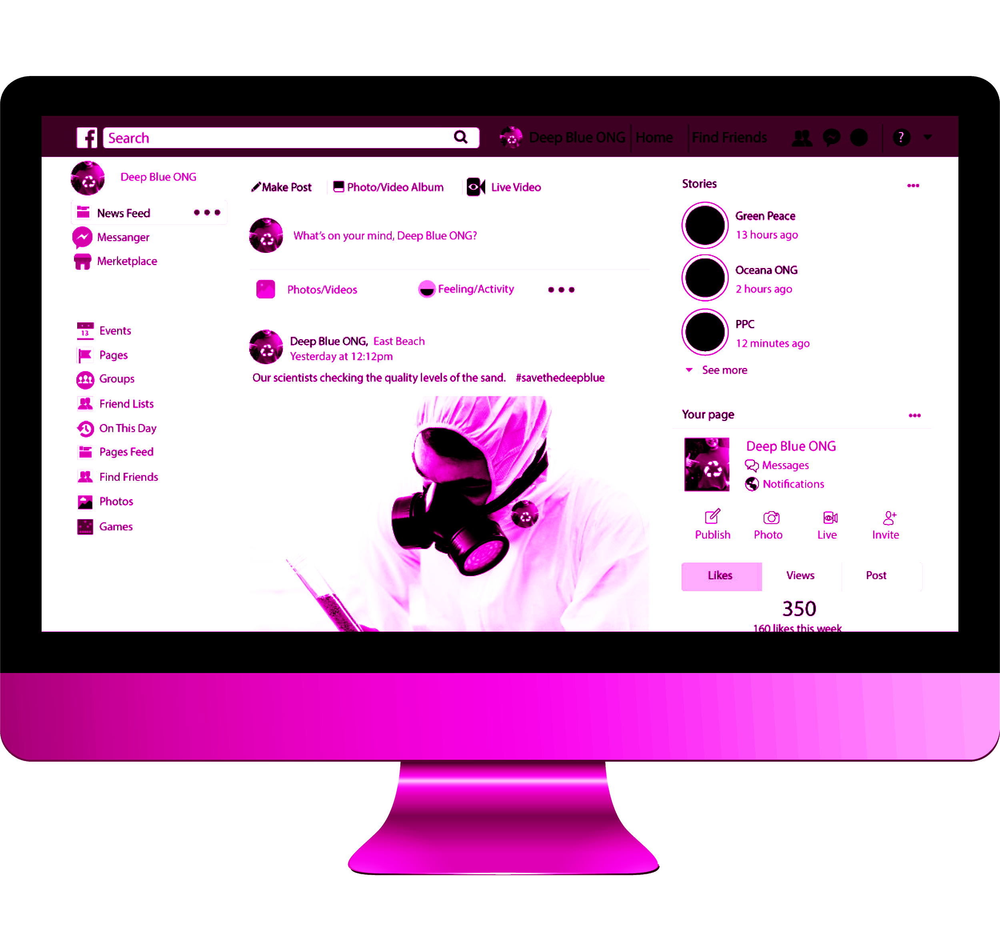 f Search Deep Blue ONG Home Find Friends ?
Deep Blue ONG
News Feed
Messanger
Merketplace
13 Events
Pages
Groups
Friend Lists
On This Day
Pages Feed
Find Friends
Photos
Games
Make Post Photo/Video Album Live Video
What's on your mind, Deep Blue ONG?
Photos/Videos Feeling/Activity
Deep Blue ONG, East Beach
Yesterday at 12:12pm
Our scientists checking the quality levels of the sand. #savethedeepblue
Stories
Green Peace
13 hours ago
Oceana ONG
2 hours ago
PPC
12 minutes ago
See more
Your page
Deep Blue ONG
Messages
Notifications
Publish Photo Live Invite
Likes Views Post
350
160 likes this week